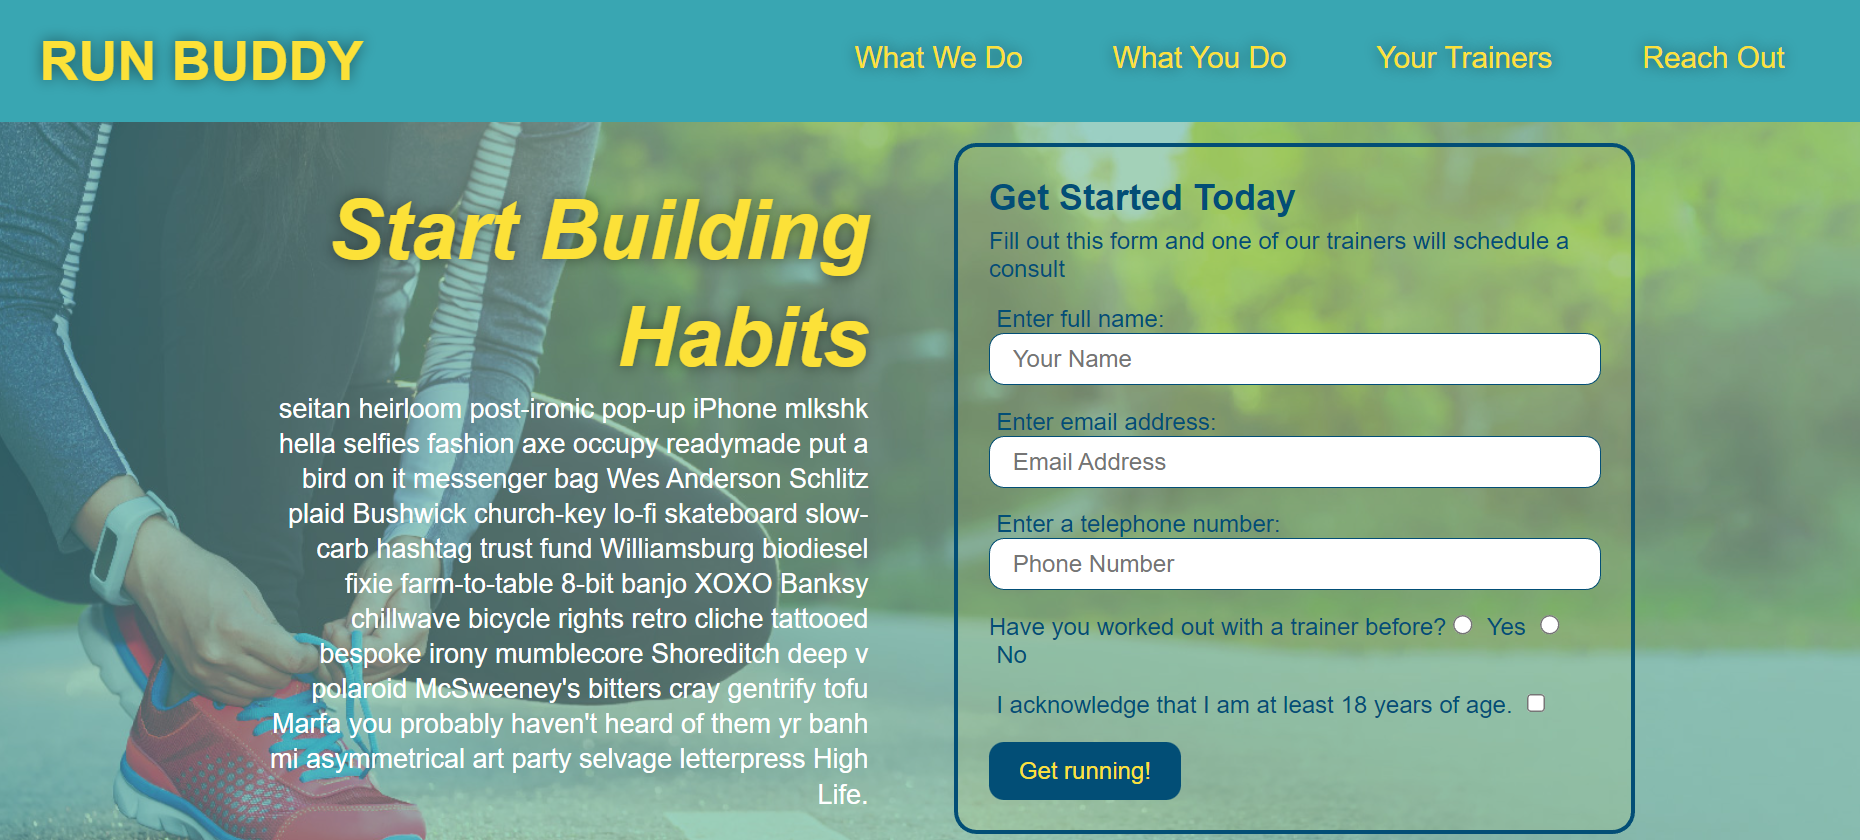 RUN BUDDY
What We Do What You Do Your Trainers Reach Out
Start Building
Habits
seitan heirloom post-ironic pop-up iPhone mlkshk
hella selfies fashion axe occupy readymade put a
bird on it messenger bag Wes Anderson Schlitz
plaid Bushwick church-key lo-fi skateboard slow-
carb hashtag trust fund Williamsburg biodiesel
fixie farm-to-table 8-bit banjo XOXO Banksy
chillwave bicycle rights retro cliche tattooed
bespoke irony mumblecore Shoreditch deep v
polaroid McSweeney's bitters cray gentrify tofu
Marfa you probably haven't heard of them yr banh
mi asymmetrical art party selvage letterpress High
Life.
Get Started Today
Fill out this form and one of our trainers will schedule a
consult
Enter full name:
Your Name
Enter email address:
Email Address
Enter a telephone number:
Phone Number
Have you worked out with a trainer before? Yes
No
I acknowledge that I am at least 18 years of age.
Get running!